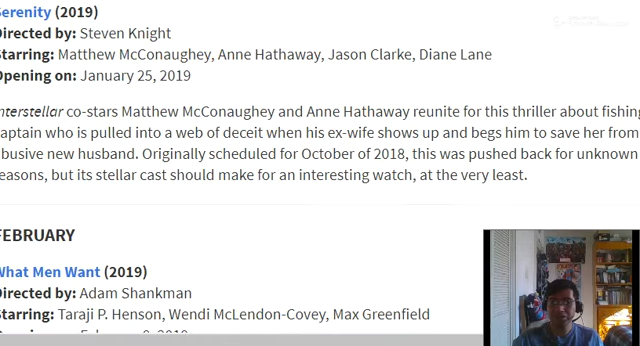 Serenity (2019)
Directed by: Steven Knight
Starring: Matthew McConaughey, Anne Hathaway, Jason Clarke, Diane Lane
Opening on: January 25, 2019
nterstellar co-stars Matthew McConaughey and Anne Hathaway reunite for this thriller about fishing
aptain who is pulled into a web of deceit when his ex-wife shows up and begs him to save her from
busive new husband. Originally scheduled for October of 2018, this was pushed back for unknown
easons, but its stellar cast should make for an interesting watch, at the very least.
FEBRUARY
What Men Want (2019)
Directed by: Adam Shankman
Starring: Taraji P. Henson, Wendi McLendon-Covey, Max Greenfield